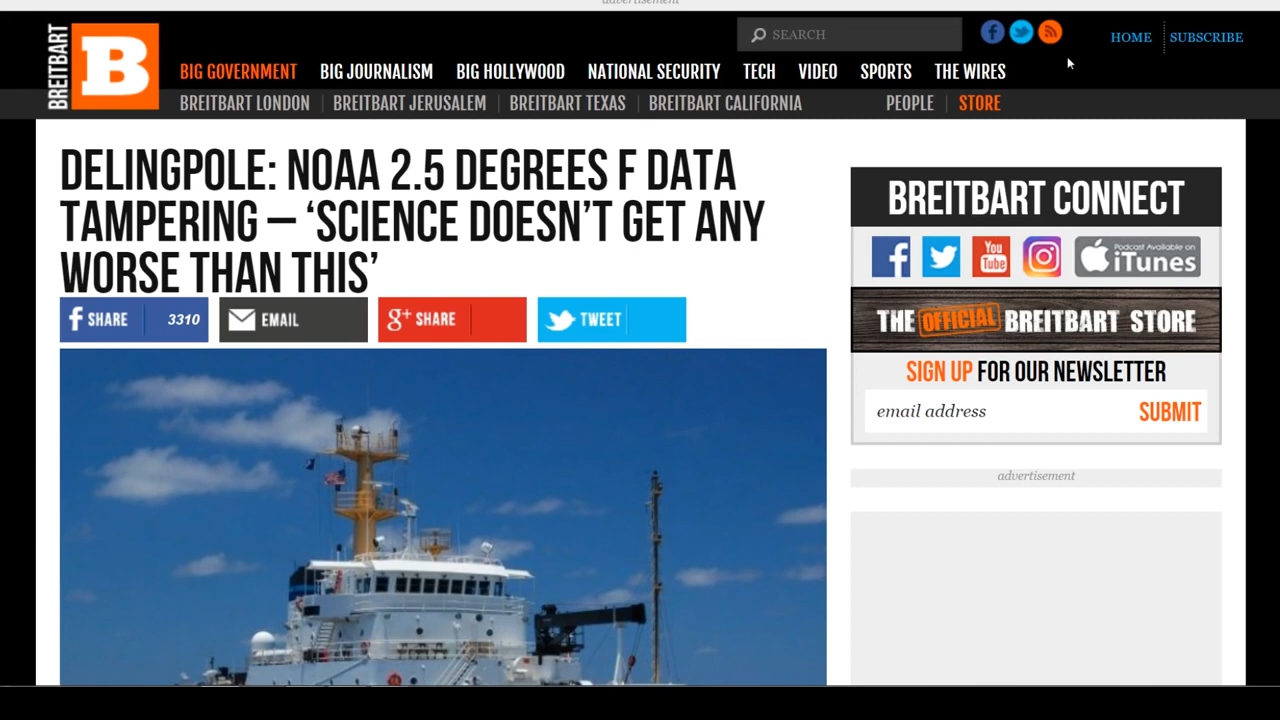 advertisement
BREITBART
B
SEARCH
HOME
SUBSCRIBE
BIG GOVERNMENT BIG JOURNALISM BIG HOLLYWOOD NATIONAL SECURITY TECH VIDEO SPORTS THE WIRES
BREITBART LONDON BREITBART JERUSALEM BREITBART TEXAS BREITBART CALIFORNIA PEOPLE STORE
DELINGPOLE: NOAA 2.5 DEGREES F DATA
TAMPERING – ‘SCIENCE DOESN’T GET ANY
WORSE THAN THIS’
f SHARE 3310 EMAIL g+ SHARE TWEET
BREITBART CONNECT
You Tube
Podcast Available on
iTunes
THE OFFICIAL BREITBART STORE
SIGN UP FOR OUR NEWSLETTER
email address SUBMIT
advertisement